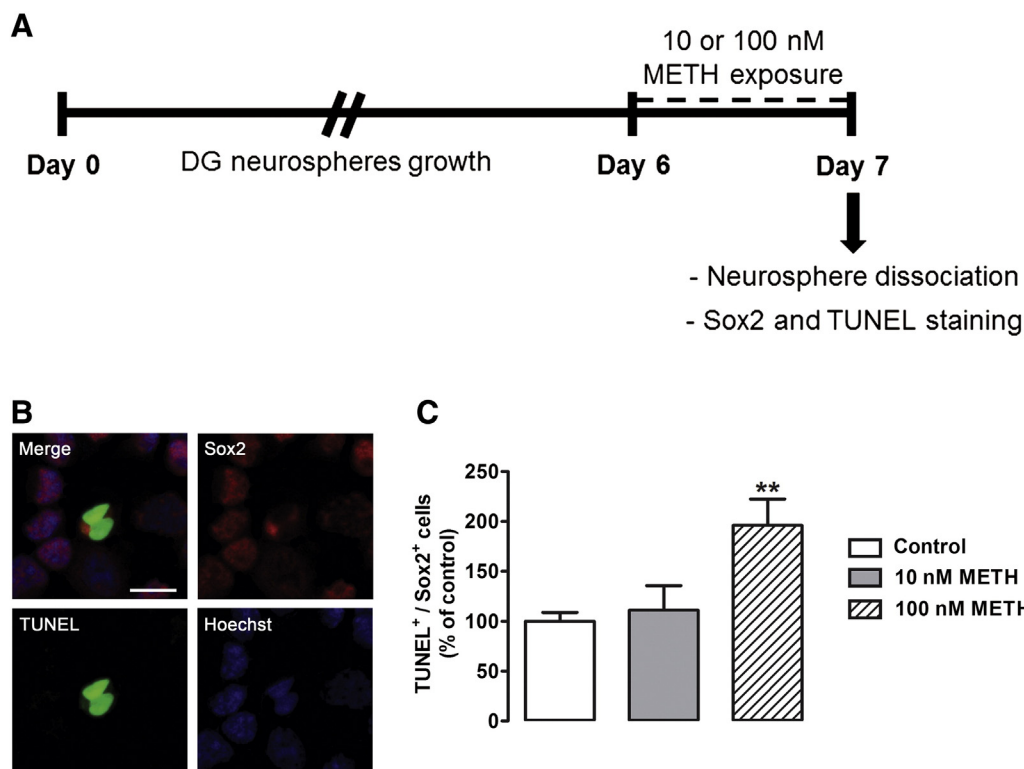 A
10 or 100 nM
METH exposure
Day 0
DG neurospheres growth
Day 6
Day 7
- Neurosphere dissociation
- Sox2 and TUNEL staining
B
Merge
Sox2
TUNEL
Hoechst
C
TUNEL⁺ / Sox2⁺ cells
(% of control)
250
200
150
100
50
0
**
Control
10 nM METH
100 nM METH